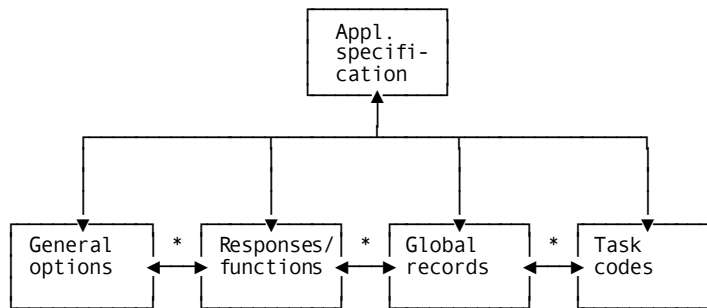 Appl.
specifi-
cation
General
options
*
Responses/
functions
*
Global
records
*
Task
codes